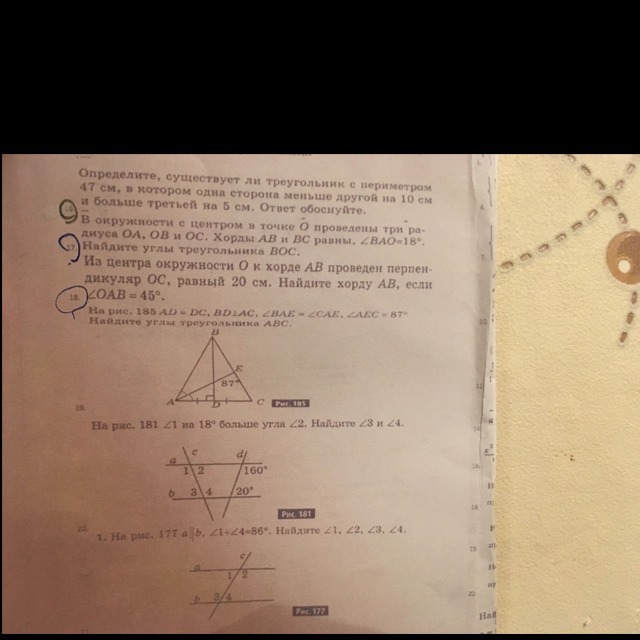 Определите, существует ли треугольник с периметром
47 см, в котором одна сторона меньше другой на 10 см
и больше третьей на 5 см. Ответ обоснуйте.
В окружности с центром в точке O проведены три ра-
диуса OA, OB и OC. Хорды AB и BC равны, ∠BAO=18°.
17. Найдите углы треугольника BOC.
Из центра окружности O к хорде AB проведен перпен-
дикуляр OC, равный 20 см. Найдите хорду AB, если
18. ∠OAB = 45°.
На рис. 185 AD = DC, BD⊥AC, ∠BAE = ∠CAE, ∠AEC = 87°
Найдите углы треугольника ABC.
B
E
87°
A D C Рис. 185
19.
На рис. 181 ∠1 на 18° больше угла ∠2. Найдите ∠3 и ∠4.
c d
a
1 2 160°
b 3 4 20°
Рис. 181
1. На рис. 177 a∥b, ∠1+∠4=86°. Найдите ∠1, ∠2, ∠3, ∠4.
c
a
1 2
b 3 4
Рис. 177